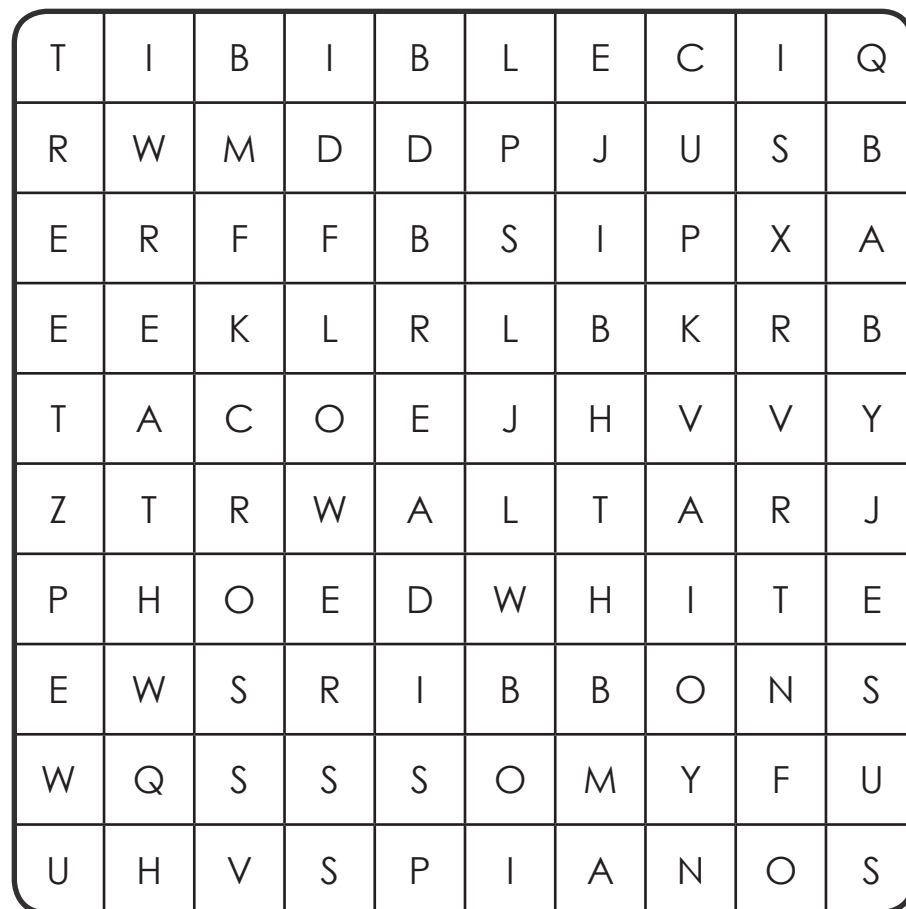 T I B I B L E C I Q
R W M D D P J U S B
E R F F B S I P X A
E E K L R L B K R B
T A C O E J H V V Y
Z T R W A L T A R J
P H O E D W H I T E
E W S R I B B O N S
W Q S S S O M Y F U
U H V S P I A N O S